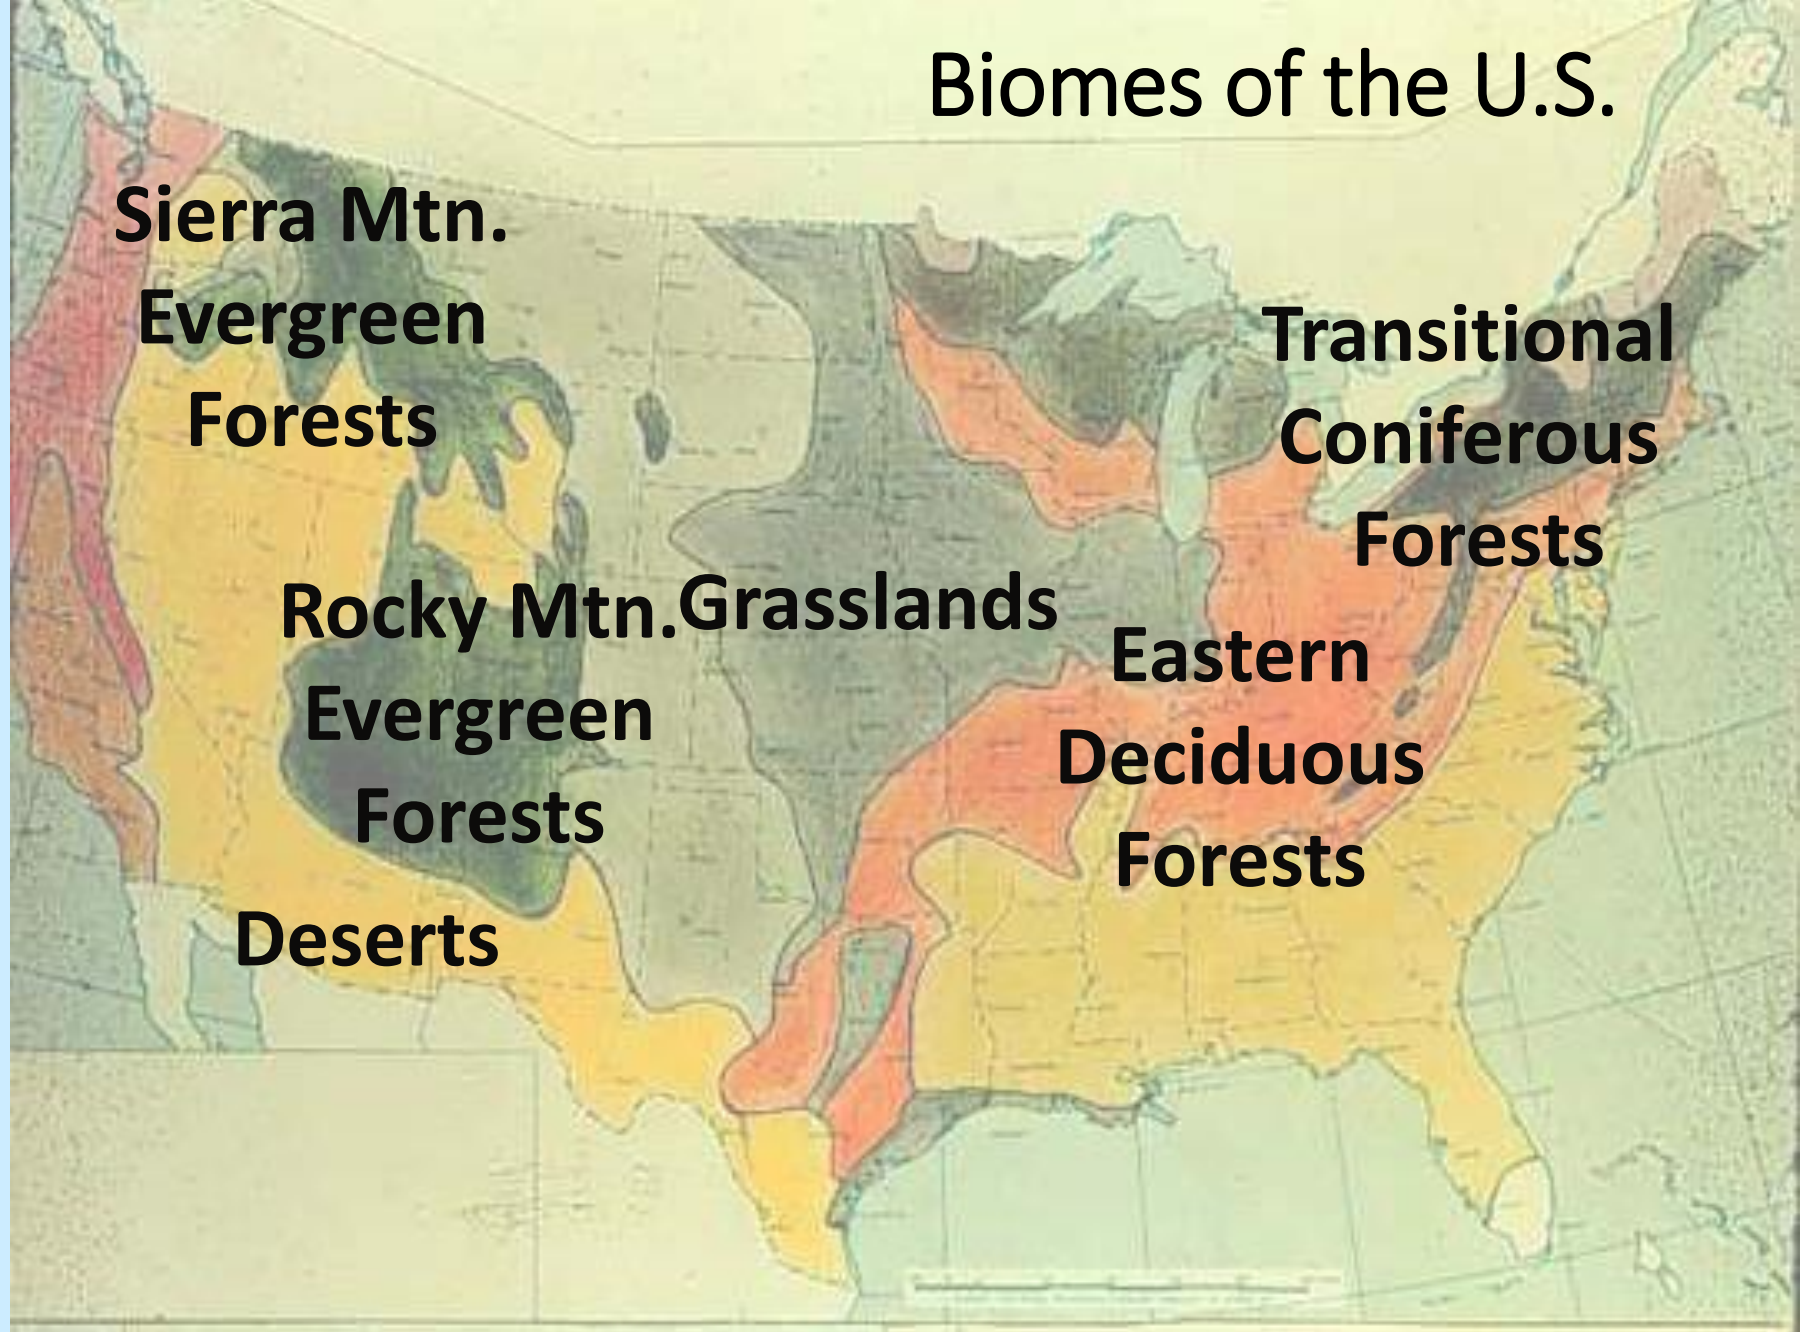 Biomes of the U.S.
Sierra Mtn.
Evergreen
Forests
Transitional
Coniferous
Forests
Rocky Mtn.
Evergreen
Forests
Grasslands
Eastern
Deciduous
Forests
Deserts